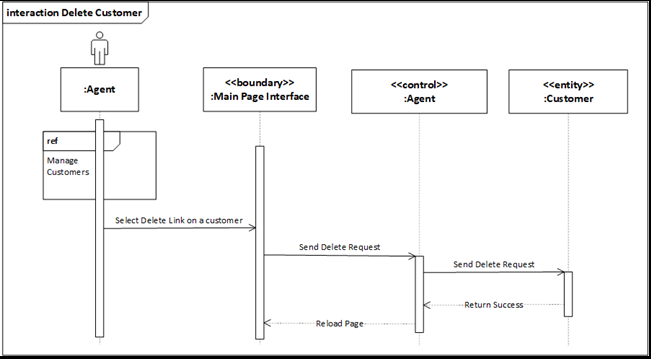 interaction Delete Customer
:Agent
<<boundary>>
:Main Page Interface
<<control>>
:Agent
<<entity>>
:Customer
ref
Manage
Customers
Select Delete Link on a customer
Send Delete Request
Send Delete Request
Return Success
Reload Page